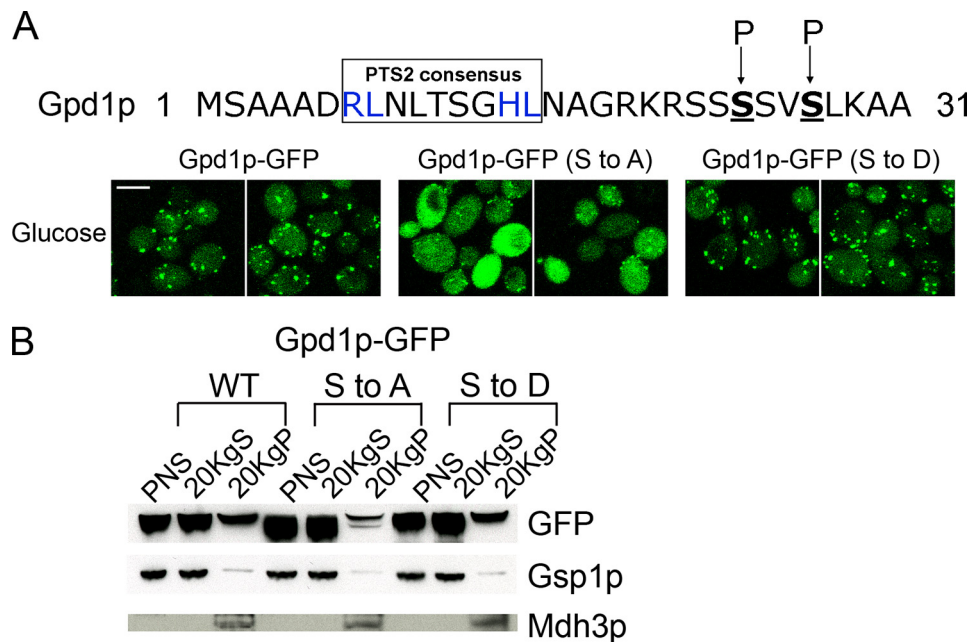 A
P P
PTS2 consensus
Gpd1p 1 MSAAADRLNLTSGHLNAGRKRSSSSVSLKAA 31
Gpd1p-GFP Gpd1p-GFP (S to A) Gpd1p-GFP (S to D)
Glucose
B
Gpd1p-GFP
WT S to A S to D
PNS 20KgS 20KgP PNS 20KgS 20KgP PNS 20KgS 20KgP
GFP
Gsp1p
Mdh3p